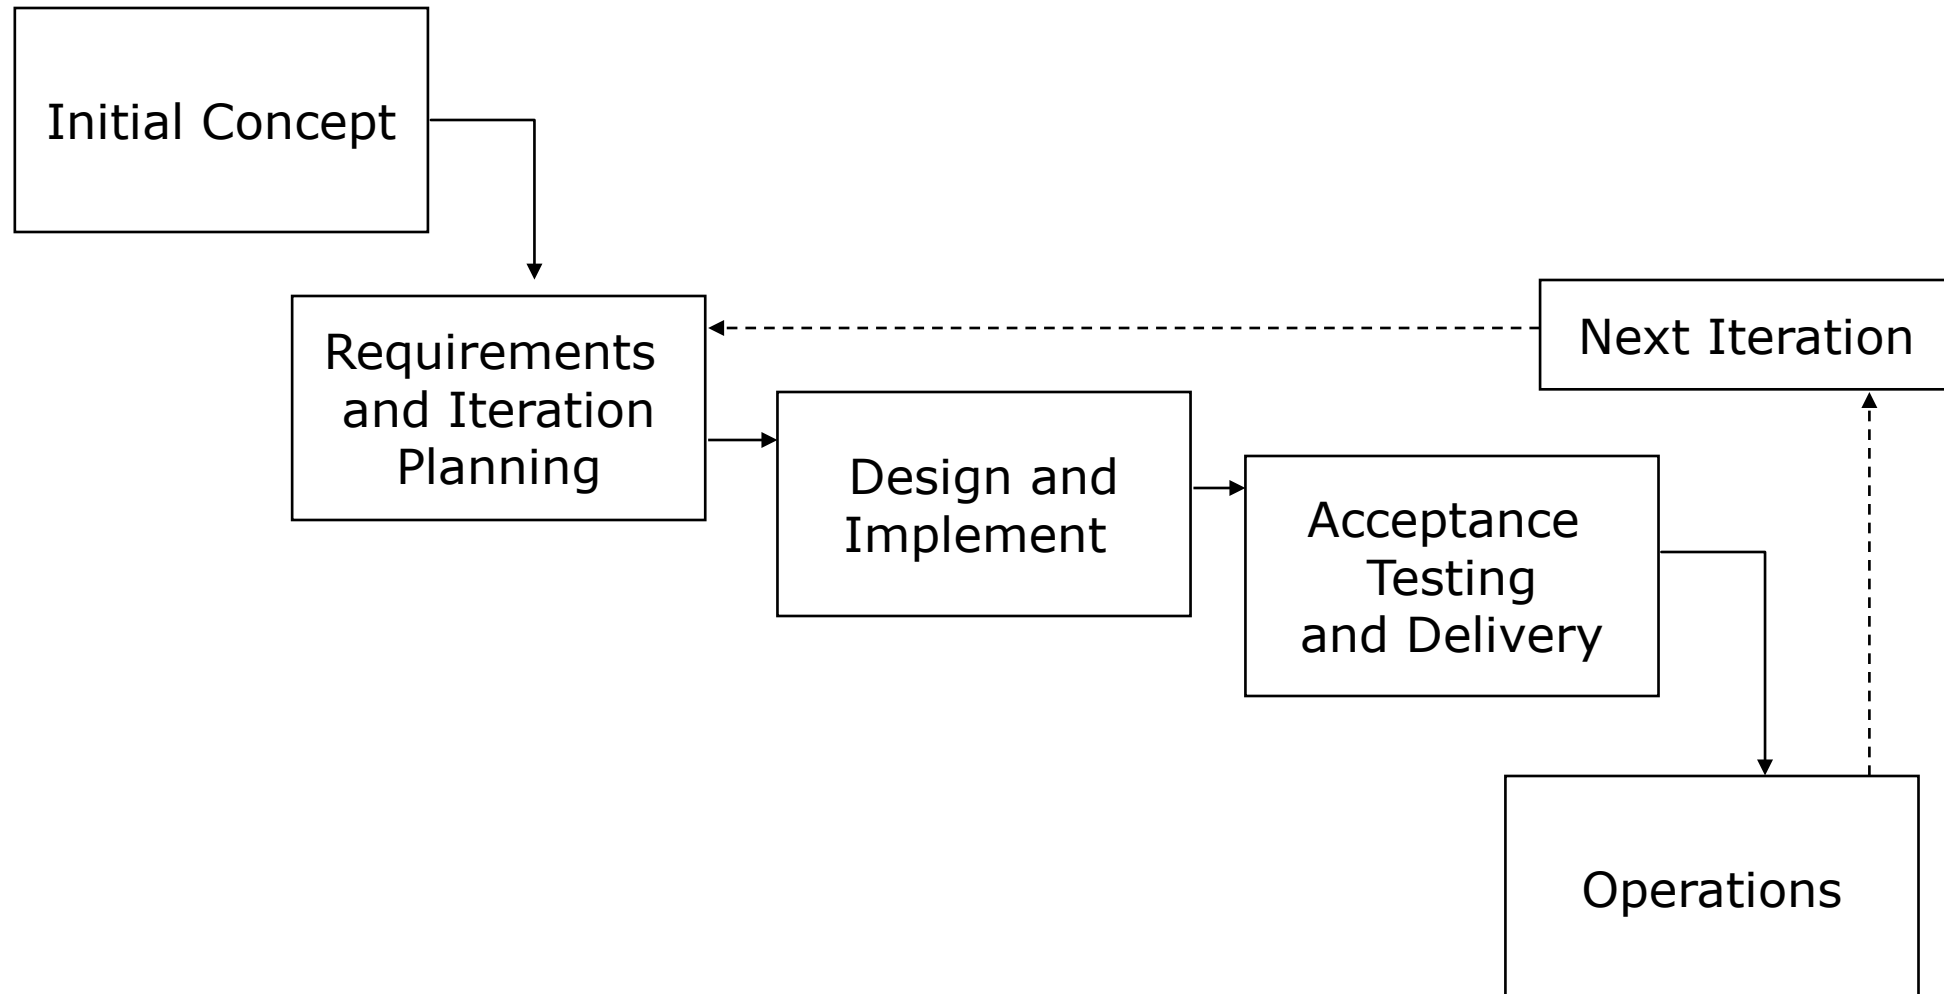 Initial Concept
Requirements
and Iteration
Planning
Next Iteration
Design and
Implement
Acceptance
Testing
and Delivery
Operations